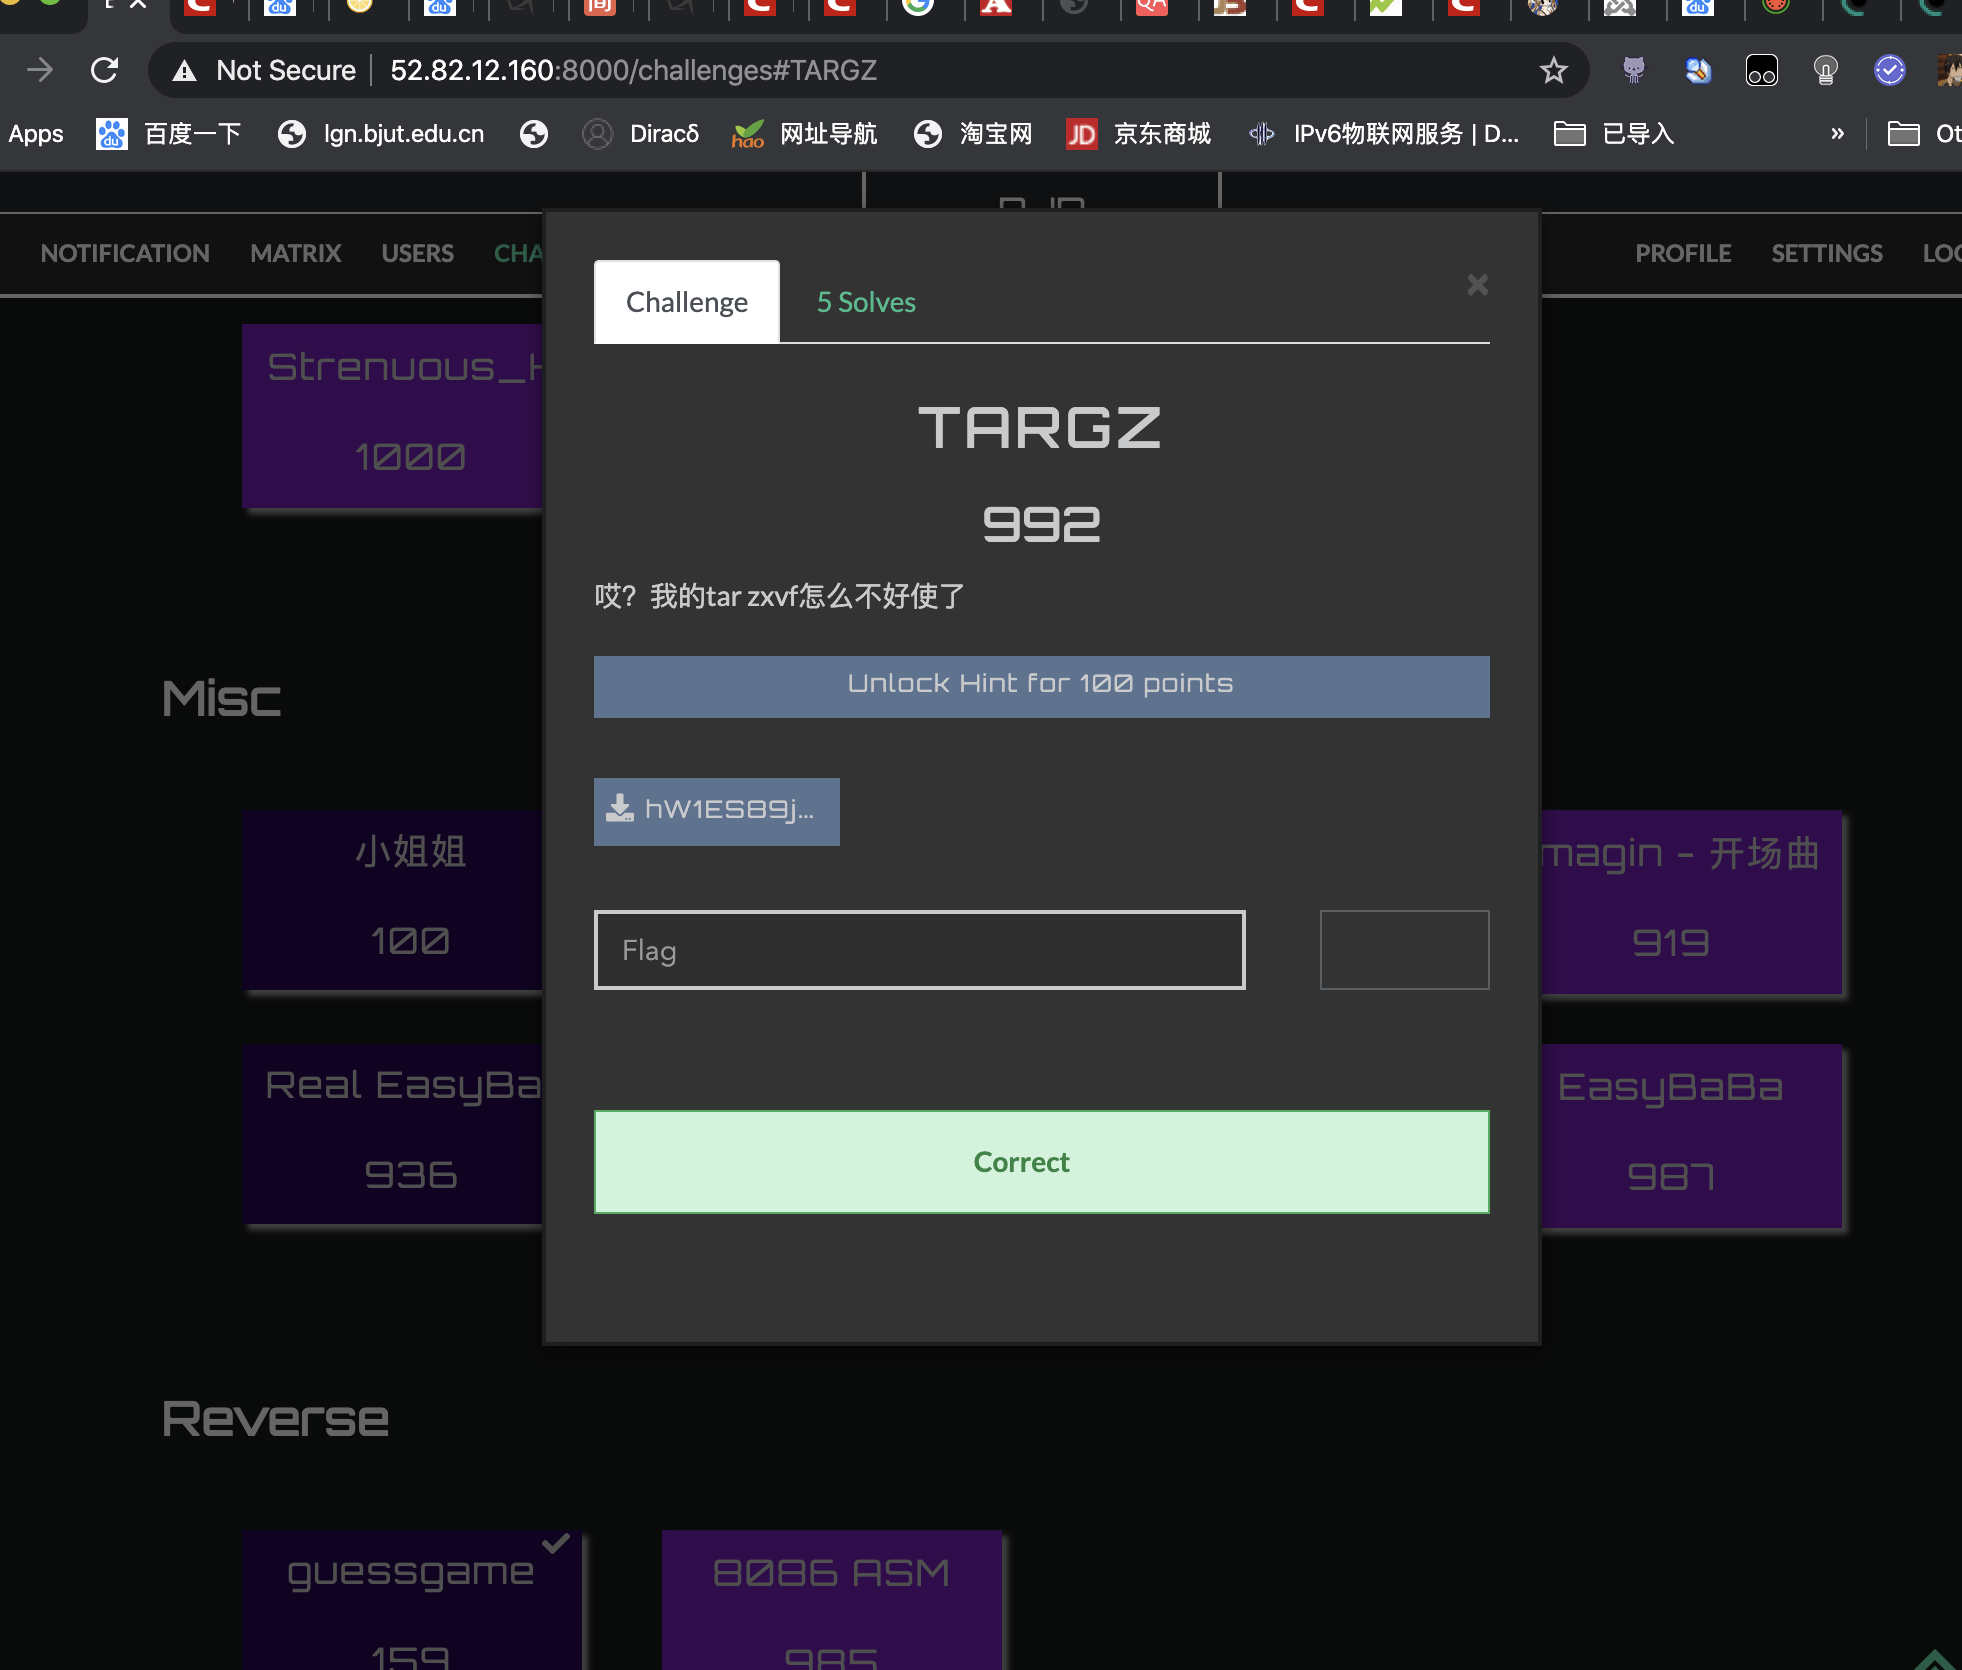 Not Secure 52.82.12.160:8000/challenges#TARGZ
Apps 百度一下 lgn.bjut.edu.cn Diracδ 网址导航 淘宝网 京东商城 IPv6物联网服务 | D... 已导入 » Ot
NOTIFICATION MATRIX USERS CHA PROFILE SETTINGS LOG
Challenge 5 Solves ×
TARGZ
992
哎？我的tar zxvf怎么不好使了
Unlock Hint for 100 points
hW1ES89j...
Flag
Correct
Strenuous_H
1000
Misc
小姐姐
100
magin - 开场曲
919
Real EasyBa
936
EasyBaBa
987
Reverse
guessgame
159
8086 ASM
985